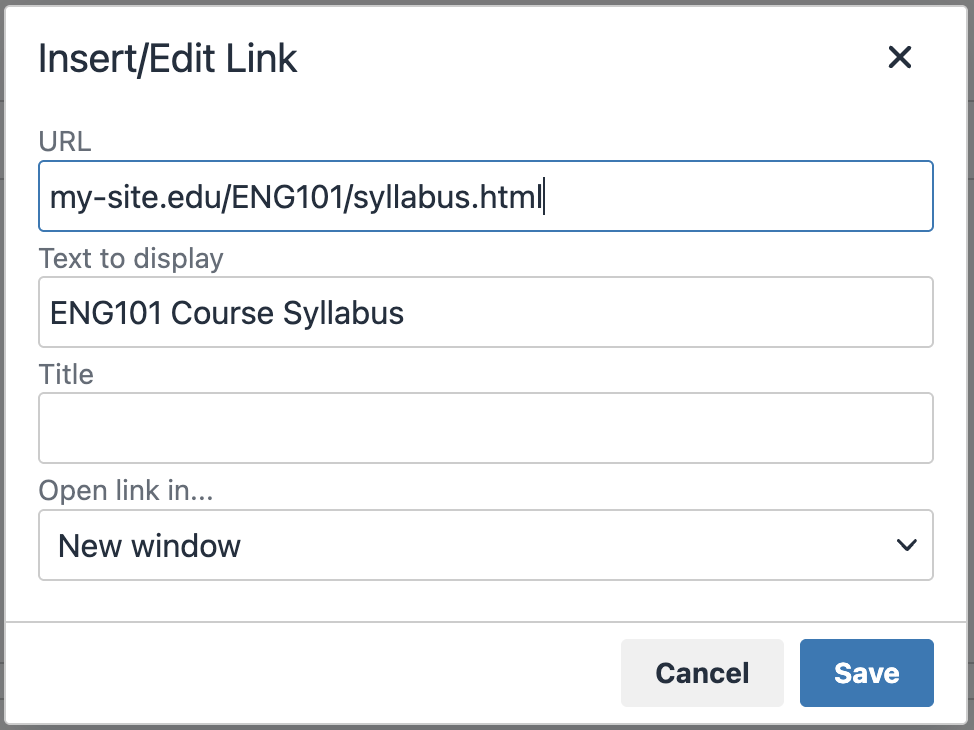 Insert/Edit Link
URL
my-site.edu/ENG101/syllabus.html
Text to display
ENG101 Course Syllabus
Title
Open link in...
New window
Cancel Save